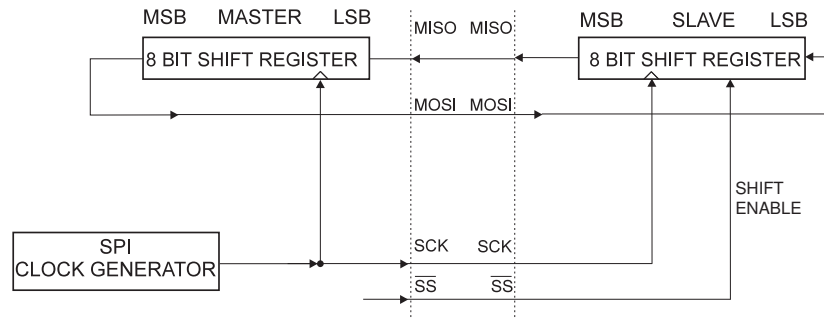 MSB MASTER LSB
MISO MISO
MSB SLAVE LSB
8 BIT SHIFT REGISTER
8 BIT SHIFT REGISTER
MOSI MOSI
SHIFT
ENABLE
SPI
CLOCK GENERATOR
SCK SCK
SS SS